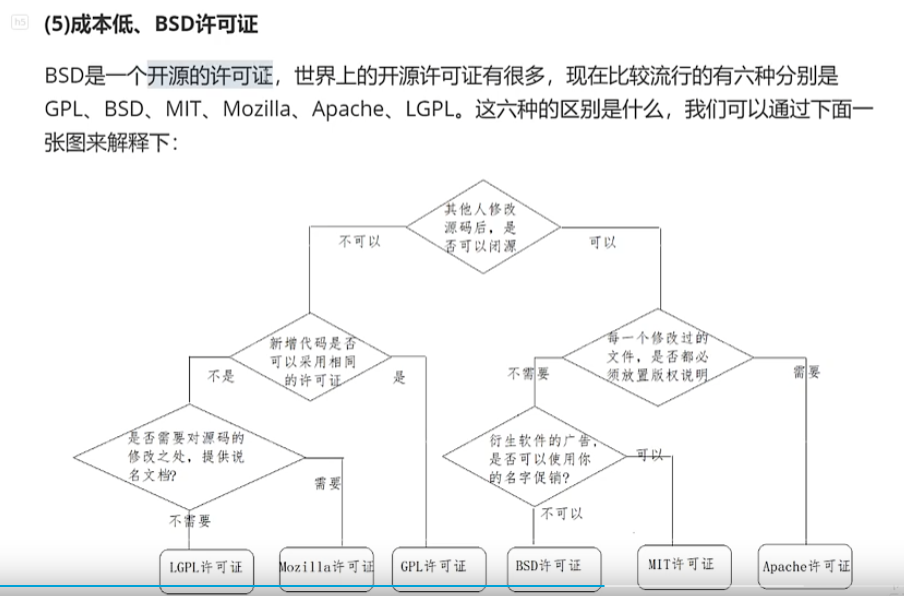 h5
(5)成本低、BSD许可证
BSD是一个开源的许可证，世界上的开源许可证有很多，现在比较流行的有六种分别是
GPL、BSD、MIT、Mozilla、Apache、LGPL。这六种的区别是什么，我们可以通过下面一
张图来解释下：
其他人修改
源码后，是
否可以闭源
不可以
可以
新增代码是否
可以采用相同
的许可证
不是
是
每一个修改过的
文件，是否都必
须放置版权说明
不需要
需要
是否需要对源码的
修改之处，提供说
名文档?
需要
不需要
衍生软件的广告，
是否可以使用你
的名字促销?
可以
不可以
LGPL许可证
Mozilla许可证
GPL许可证
BSD许可证
MIT许可证
Apache许可证